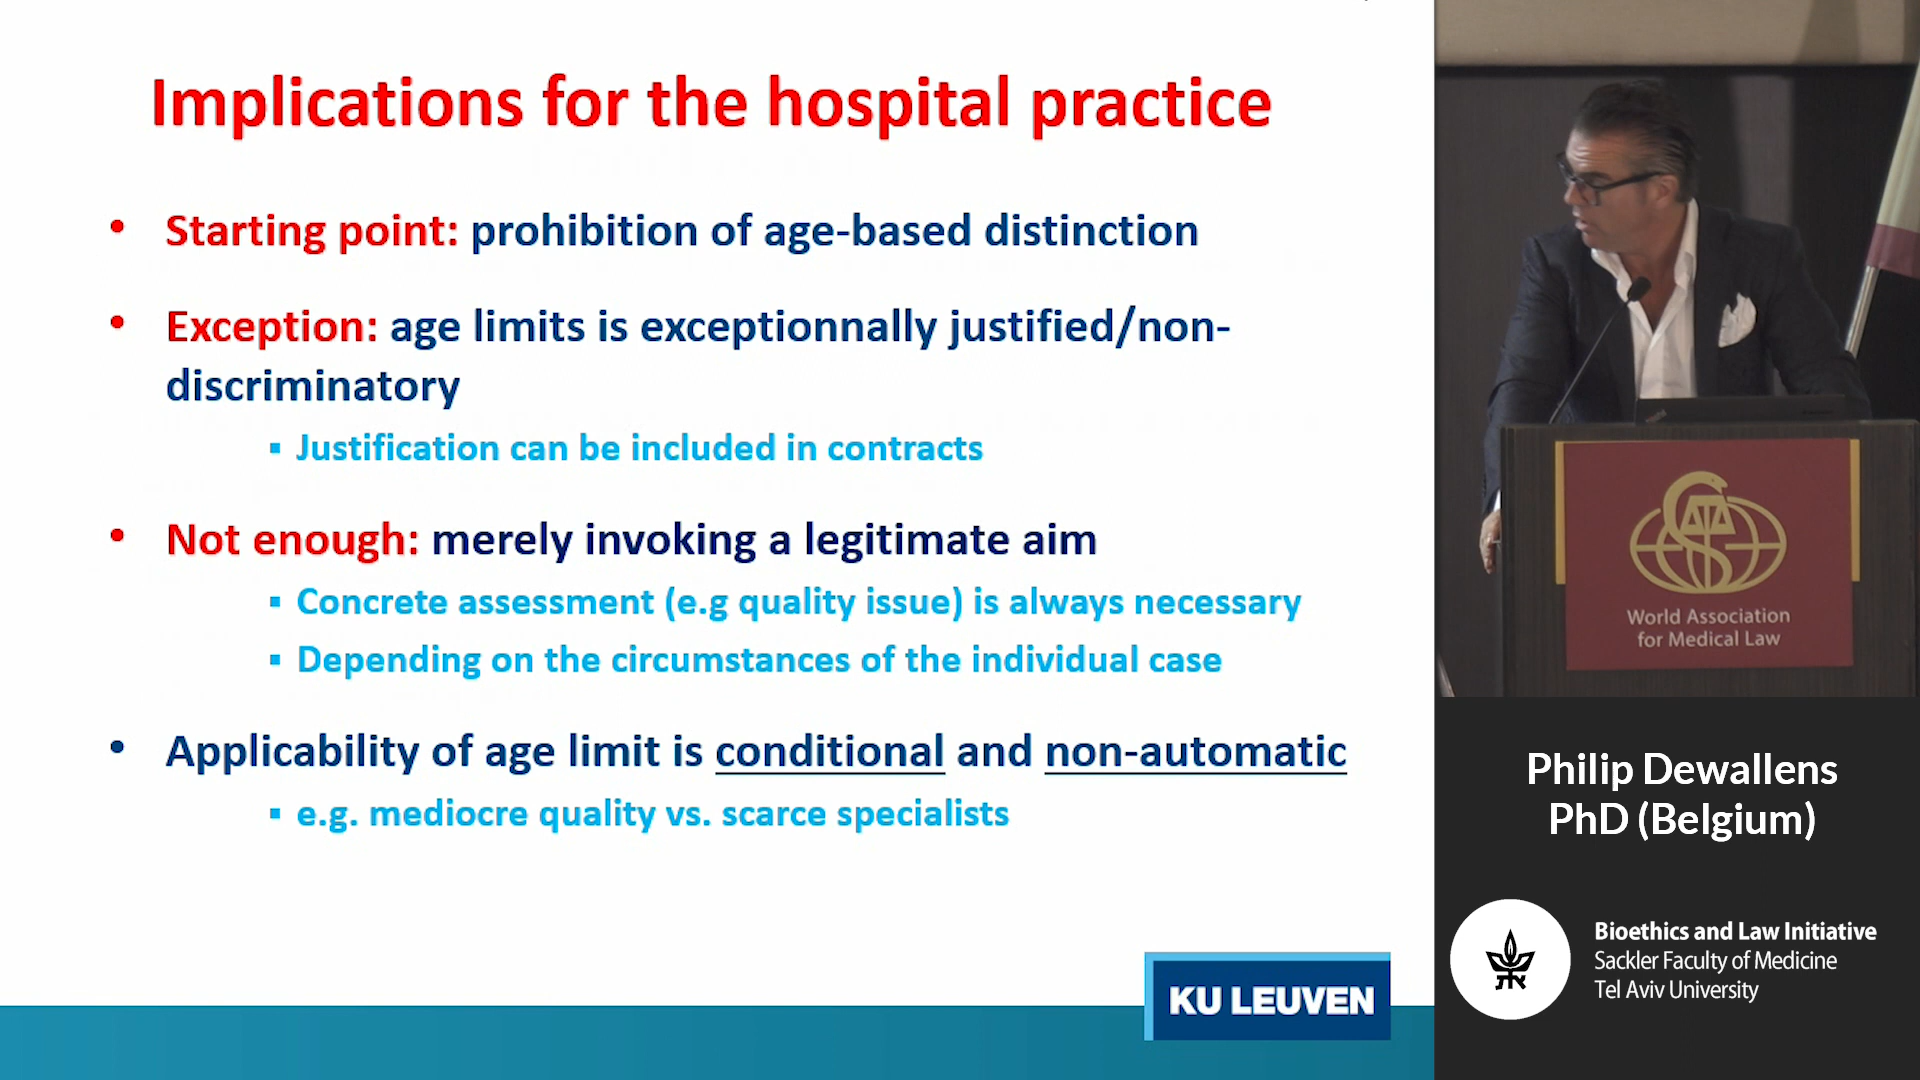 Implications for the hospital practice
• Starting point: prohibition of age-based distinction
• Exception: age limits is exceptionnally justified/non-
discriminatory
▪ Justification can be included in contracts
• Not enough: merely invoking a legitimate aim
▪ Concrete assessment (e.g quality issue) is always necessary
▪ Depending on the circumstances of the individual case
• Applicability of age limit is conditional and non-automatic
▪ e.g. mediocre quality vs. scarce specialists
KU LEUVEN
World Association
for Medical Law
Philip Dewallens
PhD (Belgium)
Bioethics and Law Initiative
Sackler Faculty of Medicine
Tel Aviv University